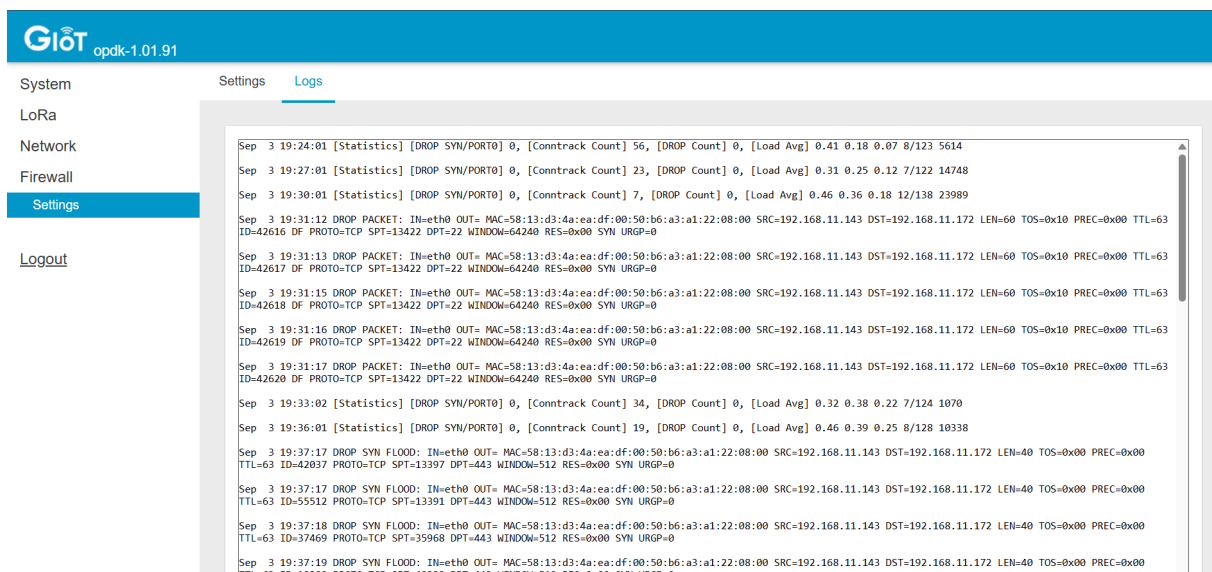 GIoT opdk-1.01.91
System
LoRa
Network
Firewall
Settings
Logout
Settings Logs
Sep 3 19:24:01 [Statistics] [DROP SYN/PORT0] 0, [Conntrack Count] 56, [DROP Count] 0, [Load Avg] 0.41 0.18 0.07 8/123 5614
Sep 3 19:27:01 [Statistics] [DROP SYN/PORT0] 0, [Conntrack Count] 23, [DROP Count] 0, [Load Avg] 0.31 0.25 0.12 7/122 14748
Sep 3 19:30:01 [Statistics] [DROP SYN/PORT0] 0, [Conntrack Count] 7, [DROP Count] 0, [Load Avg] 0.46 0.36 0.18 12/138 23989
Sep 3 19:31:12 DROP PACKET: IN=eth0 OUT= MAC=58:13:d3:4a:ea:df:00:50:b6:a3:a1:22:08:00 SRC=192.168.11.143 DST=192.168.11.172 LEN=60 TOS=0x10 PREC=0x00 TTL=63
ID=42616 DF PROTO=TCP SPT=13422 DPT=22 WINDOW=64240 RES=0x00 SYN URGP=0
Sep 3 19:31:13 DROP PACKET: IN=eth0 OUT= MAC=58:13:d3:4a:ea:df:00:50:b6:a3:a1:22:08:00 SRC=192.168.11.143 DST=192.168.11.172 LEN=60 TOS=0x10 PREC=0x00 TTL=63
ID=42617 DF PROTO=TCP SPT=13422 DPT=22 WINDOW=64240 RES=0x00 SYN URGP=0
Sep 3 19:31:15 DROP PACKET: IN=eth0 OUT= MAC=58:13:d3:4a:ea:df:00:50:b6:a3:a1:22:08:00 SRC=192.168.11.143 DST=192.168.11.172 LEN=60 TOS=0x10 PREC=0x00 TTL=63
ID=42618 DF PROTO=TCP SPT=13422 DPT=22 WINDOW=64240 RES=0x00 SYN URGP=0
Sep 3 19:31:16 DROP PACKET: IN=eth0 OUT= MAC=58:13:d3:4a:ea:df:00:50:b6:a3:a1:22:08:00 SRC=192.168.11.143 DST=192.168.11.172 LEN=60 TOS=0x10 PREC=0x00 TTL=63
ID=42619 DF PROTO=TCP SPT=13422 DPT=22 WINDOW=64240 RES=0x00 SYN URGP=0
Sep 3 19:31:17 DROP PACKET: IN=eth0 OUT= MAC=58:13:d3:4a:ea:df:00:50:b6:a3:a1:22:08:00 SRC=192.168.11.143 DST=192.168.11.172 LEN=60 TOS=0x10 PREC=0x00 TTL=63
ID=42620 DF PROTO=TCP SPT=13422 DPT=22 WINDOW=64240 RES=0x00 SYN URGP=0
Sep 3 19:33:02 [Statistics] [DROP SYN/PORT0] 0, [Conntrack Count] 34, [DROP Count] 0, [Load Avg] 0.32 0.38 0.22 7/124 1070
Sep 3 19:36:01 [Statistics] [DROP SYN/PORT0] 0, [Conntrack Count] 19, [DROP Count] 0, [Load Avg] 0.46 0.39 0.25 8/128 10338
Sep 3 19:37:17 DROP SYN FLOOD: IN=eth0 OUT= MAC=58:13:d3:4a:ea:df:00:50:b6:a3:a1:22:08:00 SRC=192.168.11.143 DST=192.168.11.172 LEN=40 TOS=0x00 PREC=0x00
TTL=63 ID=42037 PROTO=TCP SPT=13397 DPT=443 WINDOW=512 RES=0x00 SYN URGP=0
Sep 3 19:37:17 DROP SYN FLOOD: IN=eth0 OUT= MAC=58:13:d3:4a:ea:df:00:50:b6:a3:a1:22:08:00 SRC=192.168.11.143 DST=192.168.11.172 LEN=40 TOS=0x00 PREC=0x00
TTL=63 ID=55512 PROTO=TCP SPT=13391 DPT=443 WINDOW=512 RES=0x00 SYN URGP=0
Sep 3 19:37:18 DROP SYN FLOOD: IN=eth0 OUT= MAC=58:13:d3:4a:ea:df:00:50:b6:a3:a1:22:08:00 SRC=192.168.11.143 DST=192.168.11.172 LEN=40 TOS=0x00 PREC=0x00
TTL=63 ID=37469 PROTO=TCP SPT=35968 DPT=443 WINDOW=512 RES=0x00 SYN URGP=0
Sep 3 19:37:19 DROP SYN FLOOD: IN=eth0 OUT= MAC=58:13:d3:4a:ea:df:00:50:b6:a3:a1:22:08:00 SRC=192.168.11.143 DST=192.168.11.172 LEN=40 TOS=0x00 PREC=0x00